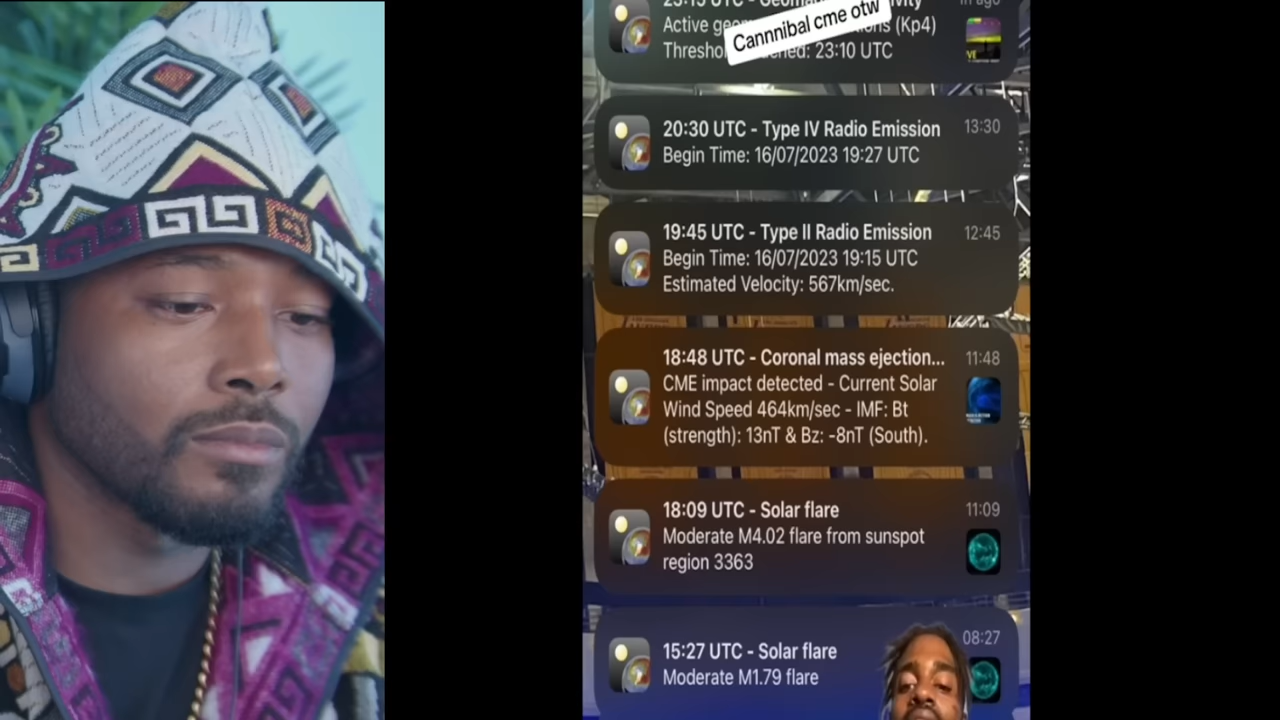 Cannnibal cme otw
Active (Kp4)
23:10 UTC
20:30 UTC - Type IV Radio Emission
13:30
Begin Time: 16/07/2023 19:27 UTC
19:45 UTC - Type II Radio Emission
12:45
Begin Time: 16/07/2023 19:15 UTC
Estimated Velocity: 567km/sec.
18:48 UTC - Coronal mass ejection...
11:48
CME impact detected - Current Solar
Wind Speed 464km/sec - IMF: Bt
(strength): 13nT & Bz: -8nT (South).
18:09 UTC - Solar flare
11:09
Moderate M4.02 flare from sunspot
region 3363
15:27 UTC - Solar flare
08:27
Moderate M1.79 flare